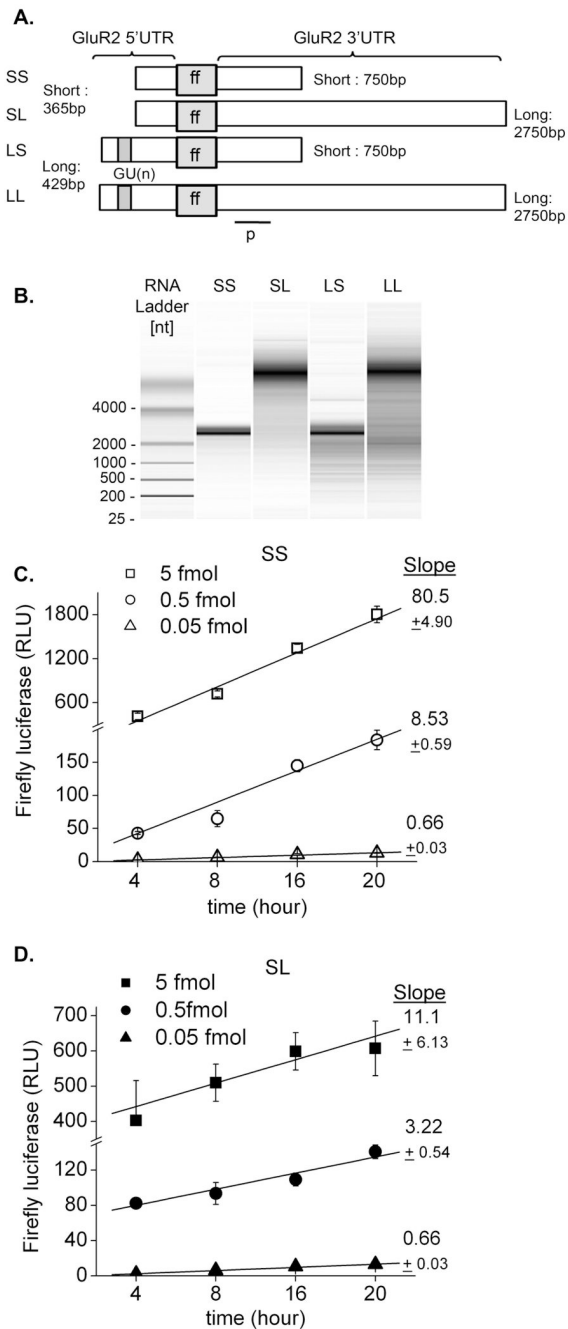 A.
GluR2 5'UTR GluR2 3'UTR
SS ff Short : 750bp
Short :
365bp
SL ff Long:
2750bp
LS ff Short : 750bp
Long:
429bp
GU(n)
LL ff Long:
2750bp
p
B.
RNA
Ladder
[nt]
SS SL LS LL
4000 -
2000 -
1000 -
500 -
200 -
25 -
C.
SS
Slope
5 fmol
0.5 fmol
0.05 fmol
80.5
±4.90
8.53
±0.59
0.66
±0.03
Firefly luciferase (RLU)
1800
1200
600
150
100
50
0
4 8 16 20
time (hour)
D.
SL
Slope
5 fmol
0.5fmol
0.05 fmol
11.1
± 6.13
3.22
± 0.54
0.66
± 0.03
Firefly luciferase (RLU)
700
600
500
400
120
80
40
0
4 8 16 20
time (hour)